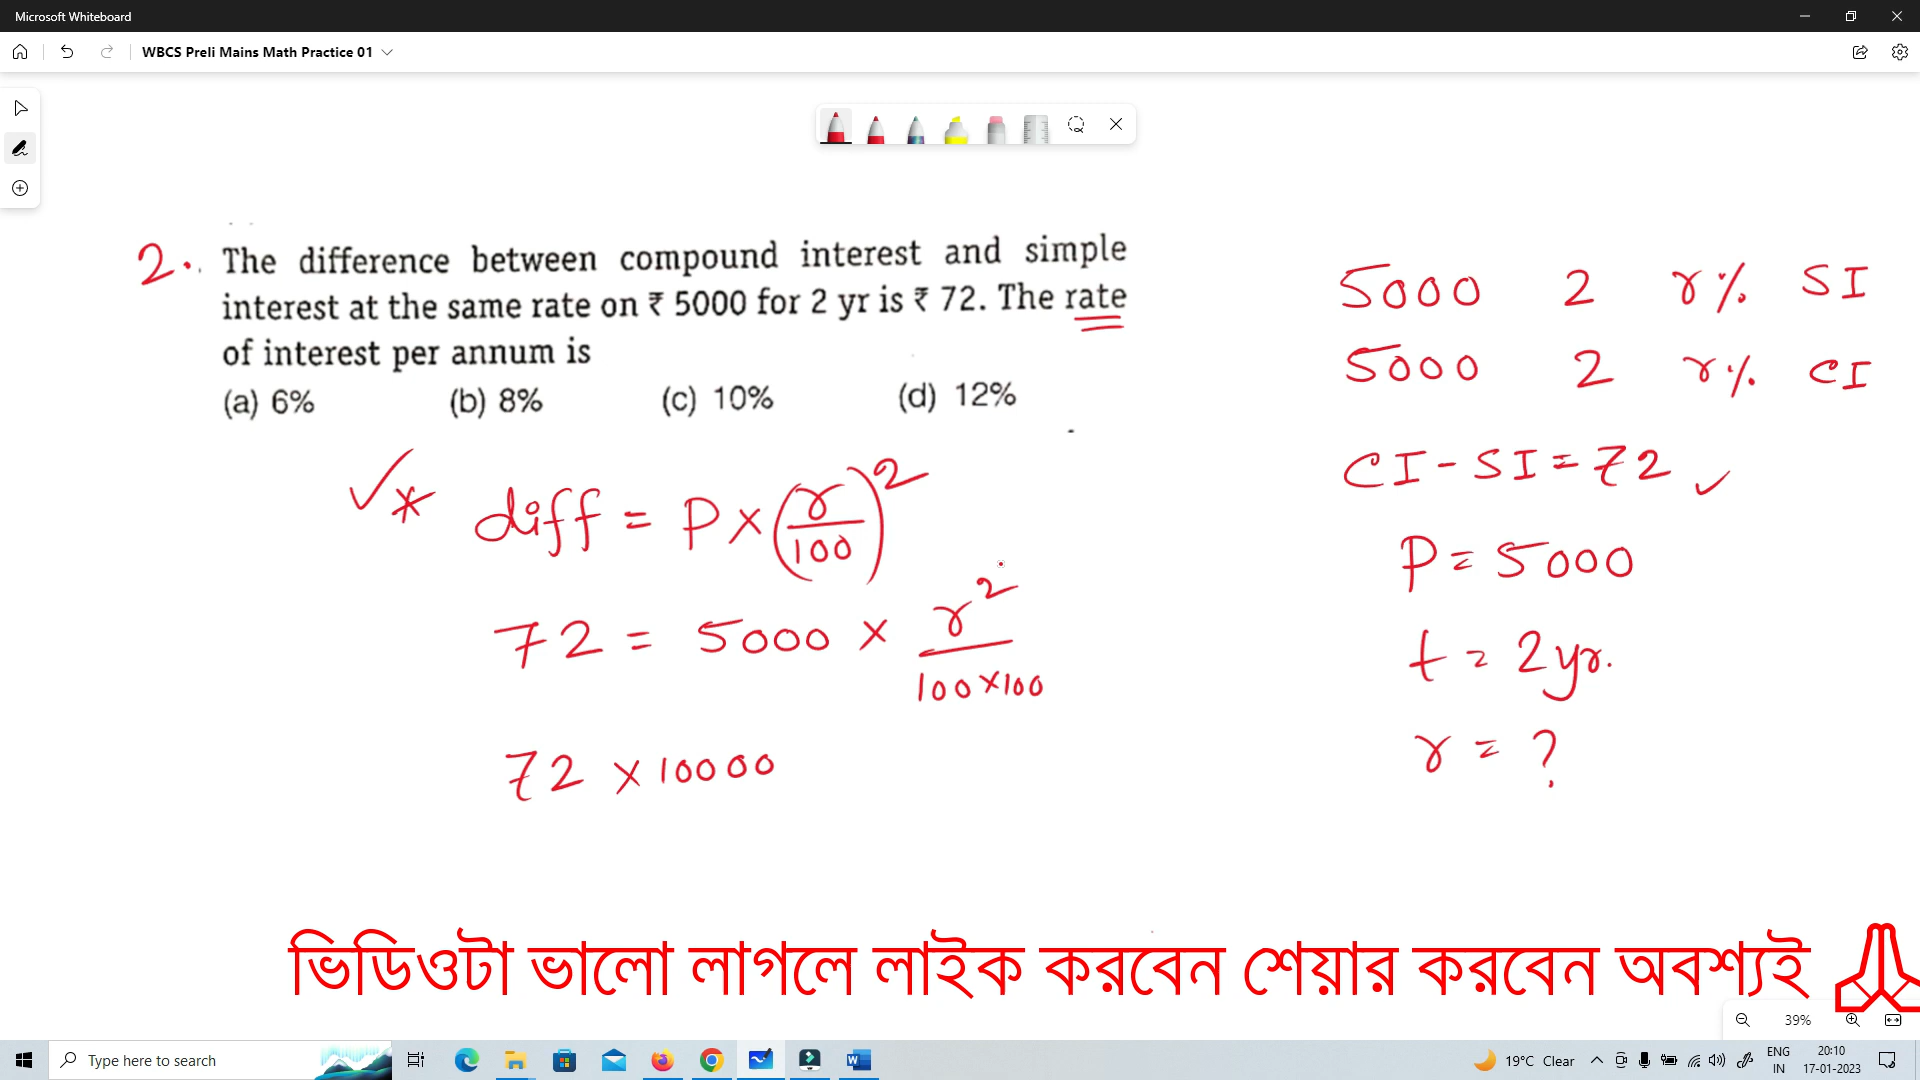 Microsoft Whiteboard
WBCS Preli Mains Math Practice 01
2. The difference between compound interest and simple
interest at the same rate on ₹ 5000 for 2 yr is ₹ 72. The rate
of interest per annum is
(a) 6% (b) 8% (c) 10% (d) 12%
* diff = P × (r/100)²
72 = 5000 × r²/100×100
72 × 10000
5000 2 r% SI
5000 2 r% CI
CI - SI = 72
P = 5000
t = 2yr.
r = ?
ভিডিওটা ভালো লাগলে লাইক করবেন শেয়ার করবেন অবশ্যই
39%
Type here to search
19°C Clear
ENG
IN
20:10
17-01-2023